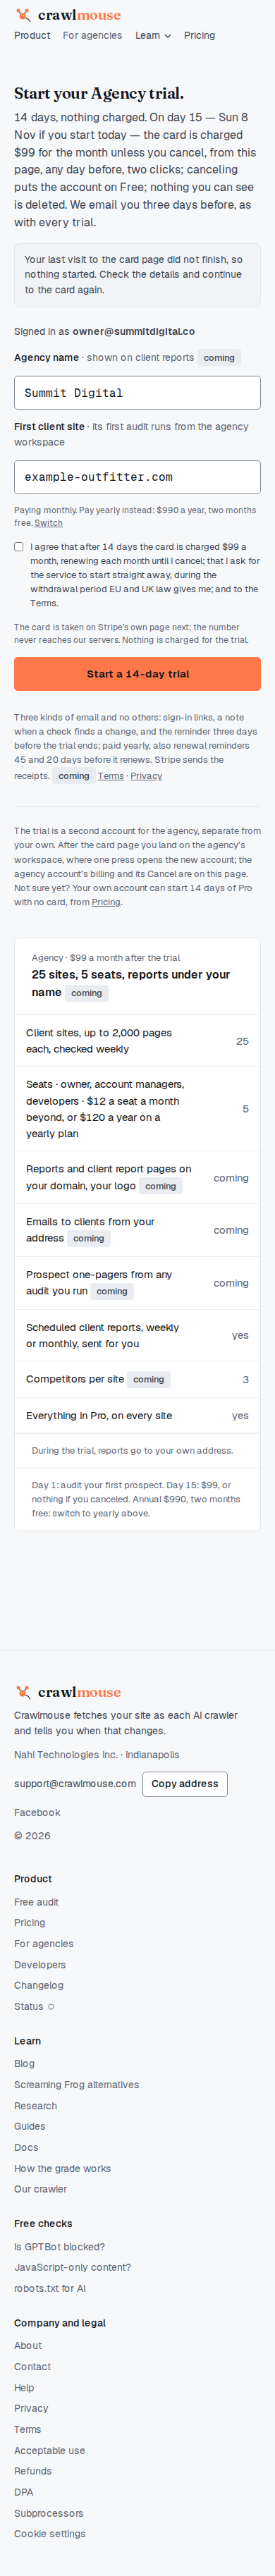 crawlmouse
Product For agencies Learn Pricing
Start your Agency trial.
14 days, nothing charged. On day 15 — Sun 8
Nov if you start today — the card is charged
$99 for the month unless you cancel, from this
page, any day before, two clicks; canceling
puts the account on Free; nothing you can see
is deleted. We email you three days before, as
with every trial.
Your last visit to the card page did not finish, so
nothing started. Check the details and continue
to the card again.
Signed in as owner@summitdigital.co
Agency name · shown on client reports coming
Summit Digital
First client site · its first audit runs from the agency
workspace
example-outfitter.com
Paying monthly. Pay yearly instead: $990 a year, two months
free. Switch
I agree that after 14 days the card is charged $99 a
month, renewing each month until I cancel; that I ask for
the service to start straight away, during the
withdrawal period EU and UK law gives me; and to the
Terms.
The card is taken on Stripe's own page next; the number
never reaches our servers. Nothing is charged for the trial.
Start a 14-day trial
Three kinds of email and no others: sign-in links, a note
when a check finds a change, and the reminder three days
before the trial ends; paid yearly, also renewal reminders
45 and 20 days before it renews. Stripe sends the
receipts. coming Terms · Privacy
The trial is a second account for the agency, separate from
your own. After the card page you land on the agency's
workspace, where one press opens the new account; the
agency account's billing and its Cancel are on this page.
Not sure yet? Your own account can start 14 days of Pro
with no card, from Pricing.
Agency · $99 a month after the trial
25 sites, 5 seats, reports under your
name coming
Client sites, up to 2,000 pages
each, checked weekly 25
Seats · owner, account managers,
developers · $12 a seat a month
beyond, or $120 a year on a
yearly plan 5
Reports and client report pages on
your domain, your logo coming coming
Emails to clients from your
address coming coming
Prospect one-pagers from any
audit you run coming coming
Scheduled client reports, weekly
or monthly, sent for you yes
Competitors per site coming 3
Everything in Pro, on every site yes
During the trial, reports go to your own address.
Day 1: audit your first prospect. Day 15: $99, or
nothing if you canceled. Annual $990, two months
free: switch to yearly above.
crawlmouse
Crawlmouse fetches your site as each AI crawler
and tells you when that changes.
Nahl Technologies Inc. · Indianapolis
support@crawlmouse.com Copy address
Facebook
© 2026
Product
Free audit
Pricing
For agencies
Developers
Changelog
Status
Learn
Blog
Screaming Frog alternatives
Research
Guides
Docs
How the grade works
Our crawler
Free checks
Is GPTBot blocked?
JavaScript-only content?
robots.txt for AI
Company and legal
About
Contact
Help
Privacy
Terms
Acceptable use
Refunds
DPA
Subprocessors
Cookie settings